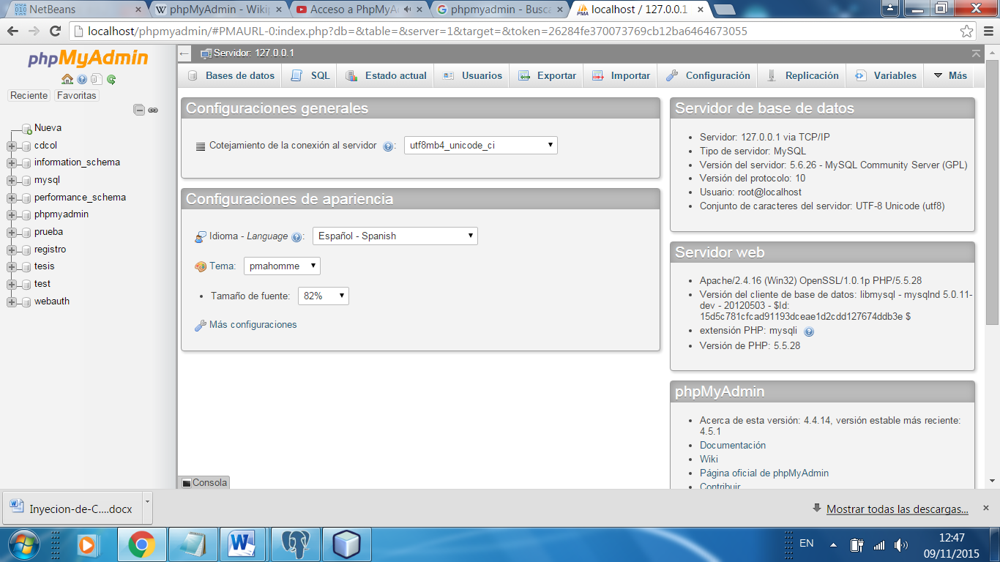 NetBeans
phpMyAdmin - Wikip
Acceso a PhpMyA
phpmyadmin - Busca
localhost / 127.0.0.1
localhost/phpmyadmin/#PMAURL-0:index.php?db=&table=&server=1&target=&token=26284fe370073769cb12ba6464673055
phpMyAdmin
Reciente
Favoritas
Nueva
cdcol
information_schema
mysql
performance_schema
phpmyadmin
prueba
registro
tesis
test
webauth
Servidor: 127.0.0.1
Bases de datos
SQL
Estado actual
Usuarios
Exportar
Importar
Configuración
Replicación
Variables
Más
Configuraciones generales
Cotejamiento de la conexión al servidor : utf8mb4_unicode_ci
Configuraciones de apariencia
Idioma - Language : Español - Spanish
Tema: pmahomme
• Tamaño de fuente: 82%
Más configuraciones
Servidor de base de datos
• Servidor: 127.0.0.1 via TCP/IP
• Tipo de servidor: MySQL
• Versión del servidor: 5.6.26 - MySQL Community Server (GPL)
• Versión del protocolo: 10
• Usuario: root@localhost
• Conjunto de caracteres del servidor: UTF-8 Unicode (utf8)
Servidor web
• Apache/2.4.16 (Win32) OpenSSL/1.0.1p PHP/5.5.28
• Versión del cliente de base de datos: libmysql - mysqlnd 5.0.11-
dev - 20120503 - $Id:
15d5c781cfcad91193dceae1d2cdd127674ddb3e $
• extensión PHP: mysqli
• Versión de PHP: 5.5.28
phpMyAdmin
• Acerca de esta versión: 4.4.14, versión estable más reciente:
4.5.1
• Documentación
• Wiki
• Página oficial de phpMyAdmin
• Contribuir
Consola
Inyecion-de-C....docx
Mostrar todas las descargas...
EN
12:47
09/11/2015